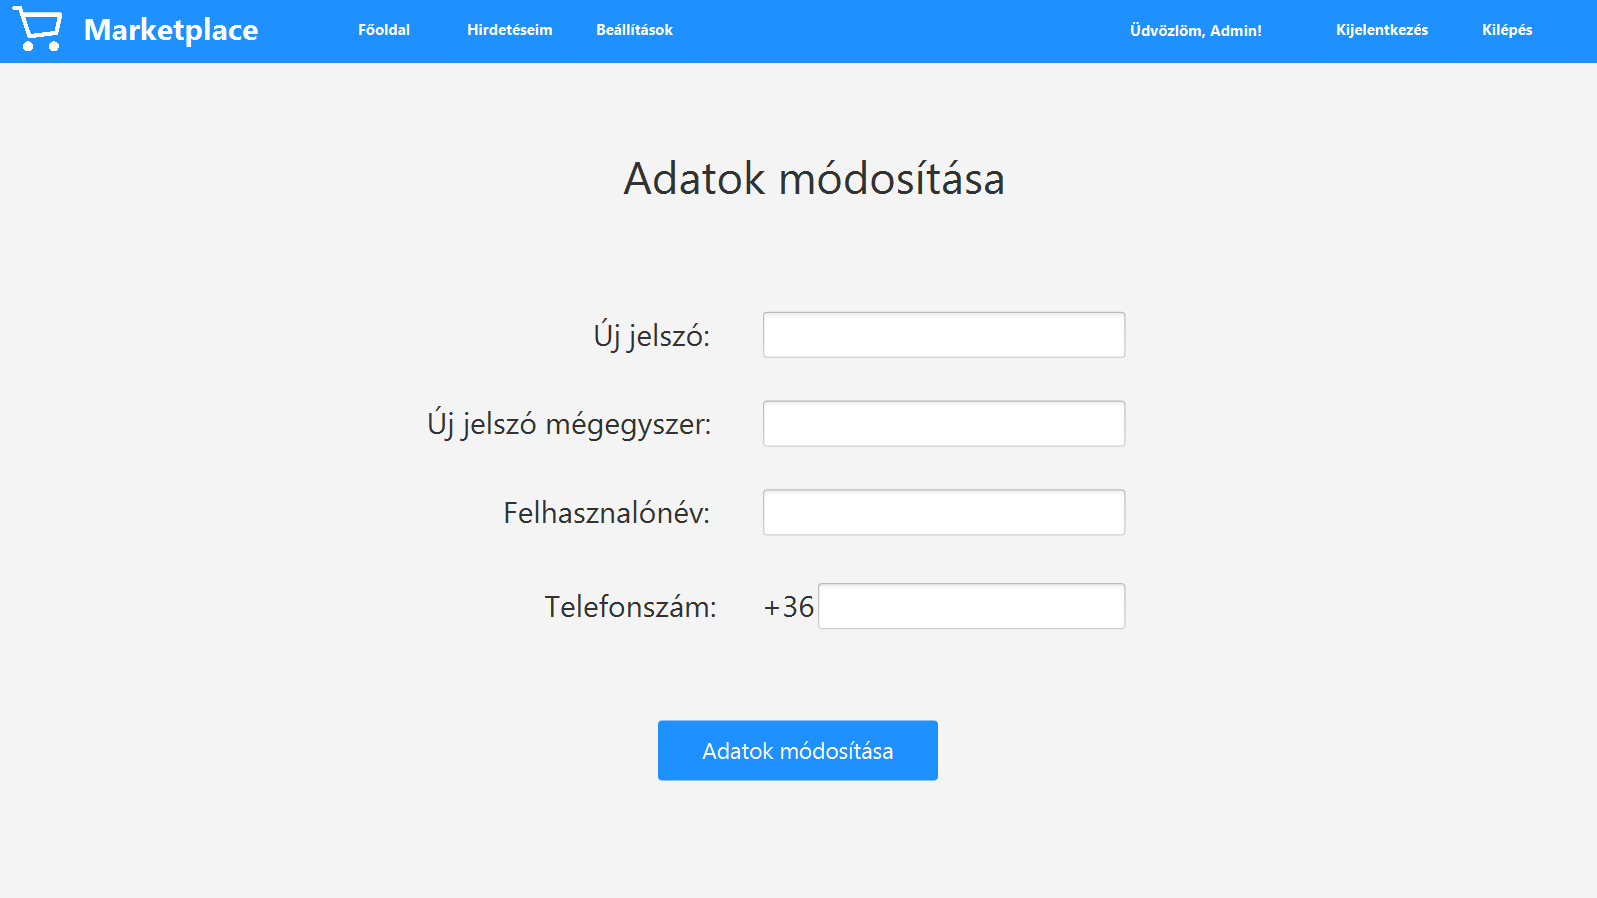 Marketplace Főoldal Hirdetéseim Beállítások Üdvözlöm, Admin! Kijelentkezés Kilépés
Adatok módosítása
Új jelszó:
Új jelszó mégegyszer:
Felhasznalónév:
Telefonszám: +36
Adatok módosítása